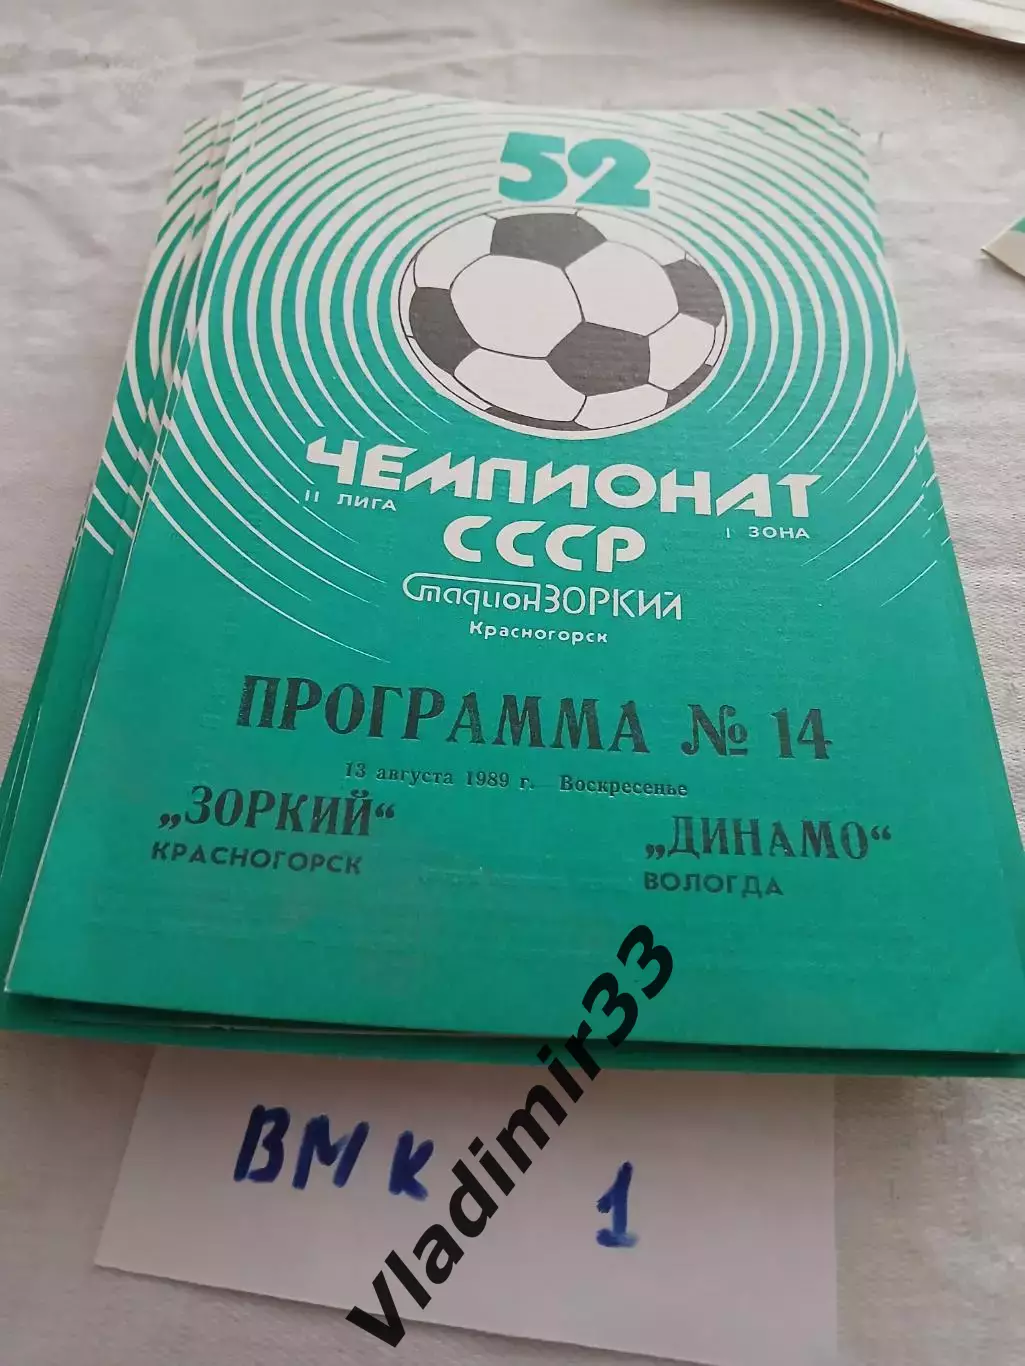 52
ЧЕМПИОНАТ
II ЛИГА
I ЗОНА
СССР
Стадион ЗОРКИЙ
Красногорск
ПРОГРАММА № 14
13 августа 1989 г. Воскресенье
„ЗОРКИЙ“
КРАСНОГОРСК
„ДИНАМО“
ВОЛОГДА
ВМК 1
vladimir33